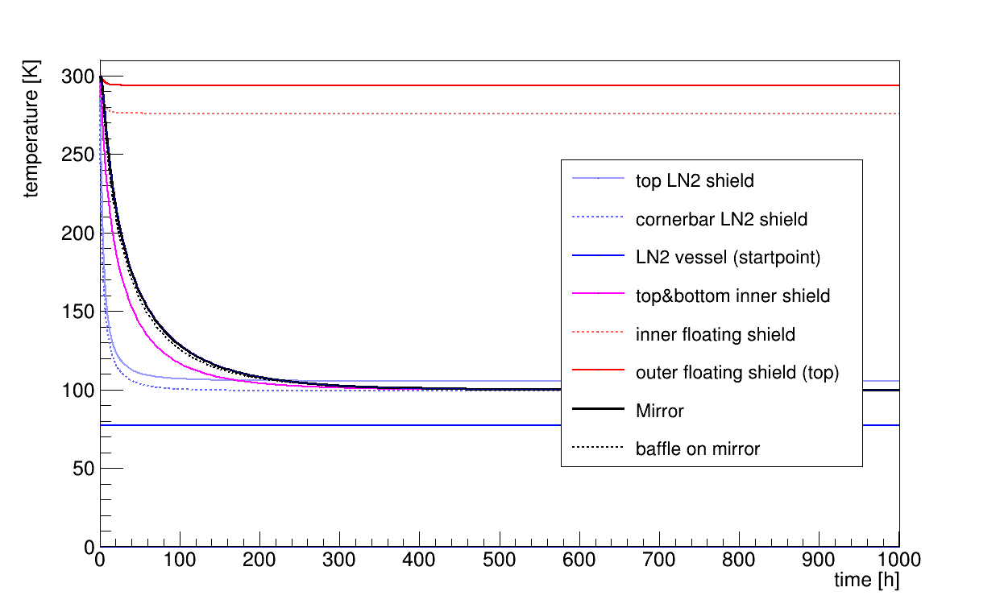 temperature [K]
300
250
200
150
100
50
0
top LN2 shield
cornerbar LN2 shield
LN2 vessel (startpoint)
top&bottom inner shield
inner floating shield
outer floating shield (top)
Mirror
baffle on mirror
0 100 200 300 400 500 600 700 800 900 1000
time [h]